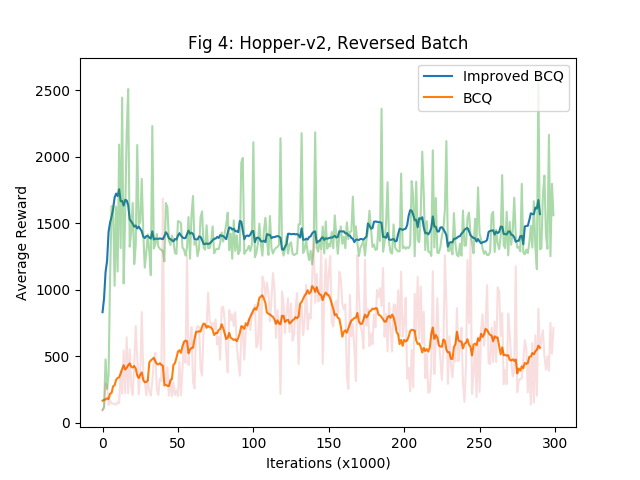 Fig 4: Hopper-v2, Reversed Batch
Improved BCQ
BCQ
Average Reward
2500
2000
1500
1000
500
0
0 50 100 150 200 250 300
Iterations (x1000)